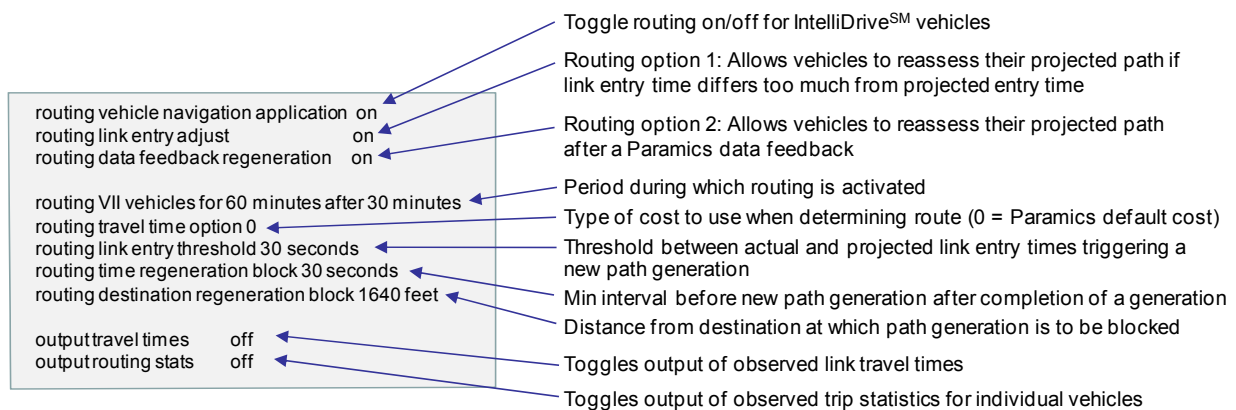 Toggle routing on/off for IntelliDriveSM vehicles
Routing option 1: Allows vehicles to reassess their projected path if
link entry time differs too much from projected entry time
routing vehicle navigation application on
routing link entry adjust on
routing data feedback regeneration on
Routing option 2: Allows vehicles to reassess their projected path
after a Paramics data feedback
routing VII vehicles for 60 minutes after 30 minutes
routing travel time option 0
routing link entry threshold 30 seconds
routing time regeneration block 30 seconds
routing destination regeneration block 1640 feet
Period during which routing is activated
Type of cost to use when determining route (0 = Paramics default cost)
Threshold between actual and projected link entry times triggering a
new path generation
Min interval before new path generation after completion of a generation
Distance from destination at which path generation is to be blocked
output travel times off
output routing stats off
Toggles output of observed link travel times
Toggles output of observed trip statistics for individual vehicles